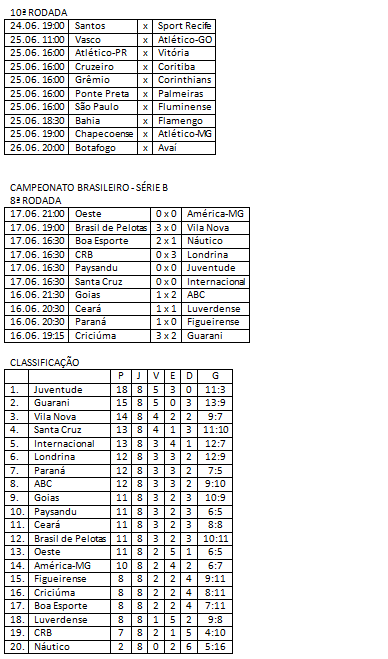 10ª RODADA
24.06. 19:00 Santos x Sport Recife
25.06. 11:00 Vasco x Atlético-GO
25.06. 16:00 Atlético-PR x Vitória
25.06. 16:00 Cruzeiro x Coritiba
25.06. 16:00 Grêmio x Corinthians
25.06. 16:00 Ponte Preta x Palmeiras
25.06. 16:00 São Paulo x Fluminense
25.06. 18:30 Bahia x Flamengo
25.06. 19:00 Chapecoense x Atlético-MG
26.06. 20:00 Botafogo x Avaí
CAMPEONATO BRASILEIRO - SÉRIE B
8ª RODADA
17.06. 21:00 Oeste 0 x 0 América-MG
17.06. 19:00 Brasil de Pelotas 3 x 0 Vila Nova
17.06. 16:30 Boa Esporte 2 x 1 Náutico
17.06. 16:30 CRB 0 x 3 Londrina
17.06. 16:30 Paysandu 0 x 0 Juventude
17.06. 16:30 Santa Cruz 0 x 0 Internacional
16.06. 21:30 Goias 1 x 2 ABC
16.06. 20:30 Ceará 1 x 1 Luverdense
16.06. 20:30 Paraná 1 x 0 Figueirense
16.06. 19:15 Criciúma 3 x 2 Guarani
CLASSIFICAÇÃO
P J V E D G
1. Juventude 18 8 5 3 0 11:3
2. Guarani 15 8 5 0 3 13:9
3. Vila Nova 14 8 4 2 2 9:7
4. Santa Cruz 13 8 4 1 3 11:10
5. Internacional 13 8 3 4 1 12:7
6. Londrina 12 8 3 3 2 12:9
7. Paraná 12 8 3 3 2 7:5
8. ABC 12 8 3 3 2 9:10
9. Goias 11 8 3 2 3 10:9
10. Paysandu 11 8 3 2 3 6:5
11. Ceará 11 8 3 2 3 8:8
12. Brasil de Pelotas 11 8 3 2 3 10:11
13. Oeste 11 8 2 5 1 6:5
14. América-MG 10 8 2 4 2 6:7
15. Figueirense 8 8 2 2 4 9:11
16. Criciúma 8 8 2 2 4 8:11
17. Boa Esporte 8 8 2 2 4 7:11
18. Luverdense 8 8 1 5 2 9:8
19. CRB 7 8 2 1 5 4:10
20. Náutico 2 8 0 2 6 5:16